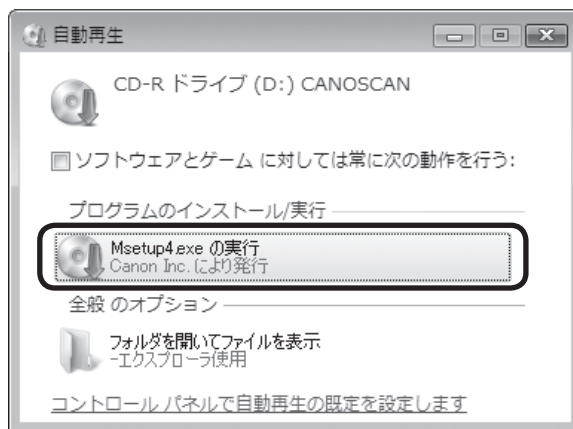 自動再生
CD-R ドライブ (D:) CANOSCAN
ソフトウェアとゲーム に対しては常に次の動作を行う:
プログラムのインストール/実行
Msetup4.exe の実行
Canon Inc. により発行
全般 のオプション
フォルダを開いてファイルを表示
-エクスプローラ使用
コントロール パネルで自動再生の既定を設定します